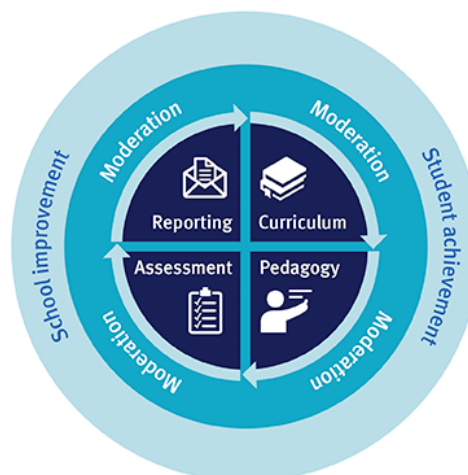 Moderation
Moderation
School improvement
Student achievement
Reporting
Curriculum
Assessment
Pedagogy
Moderation
Moderation